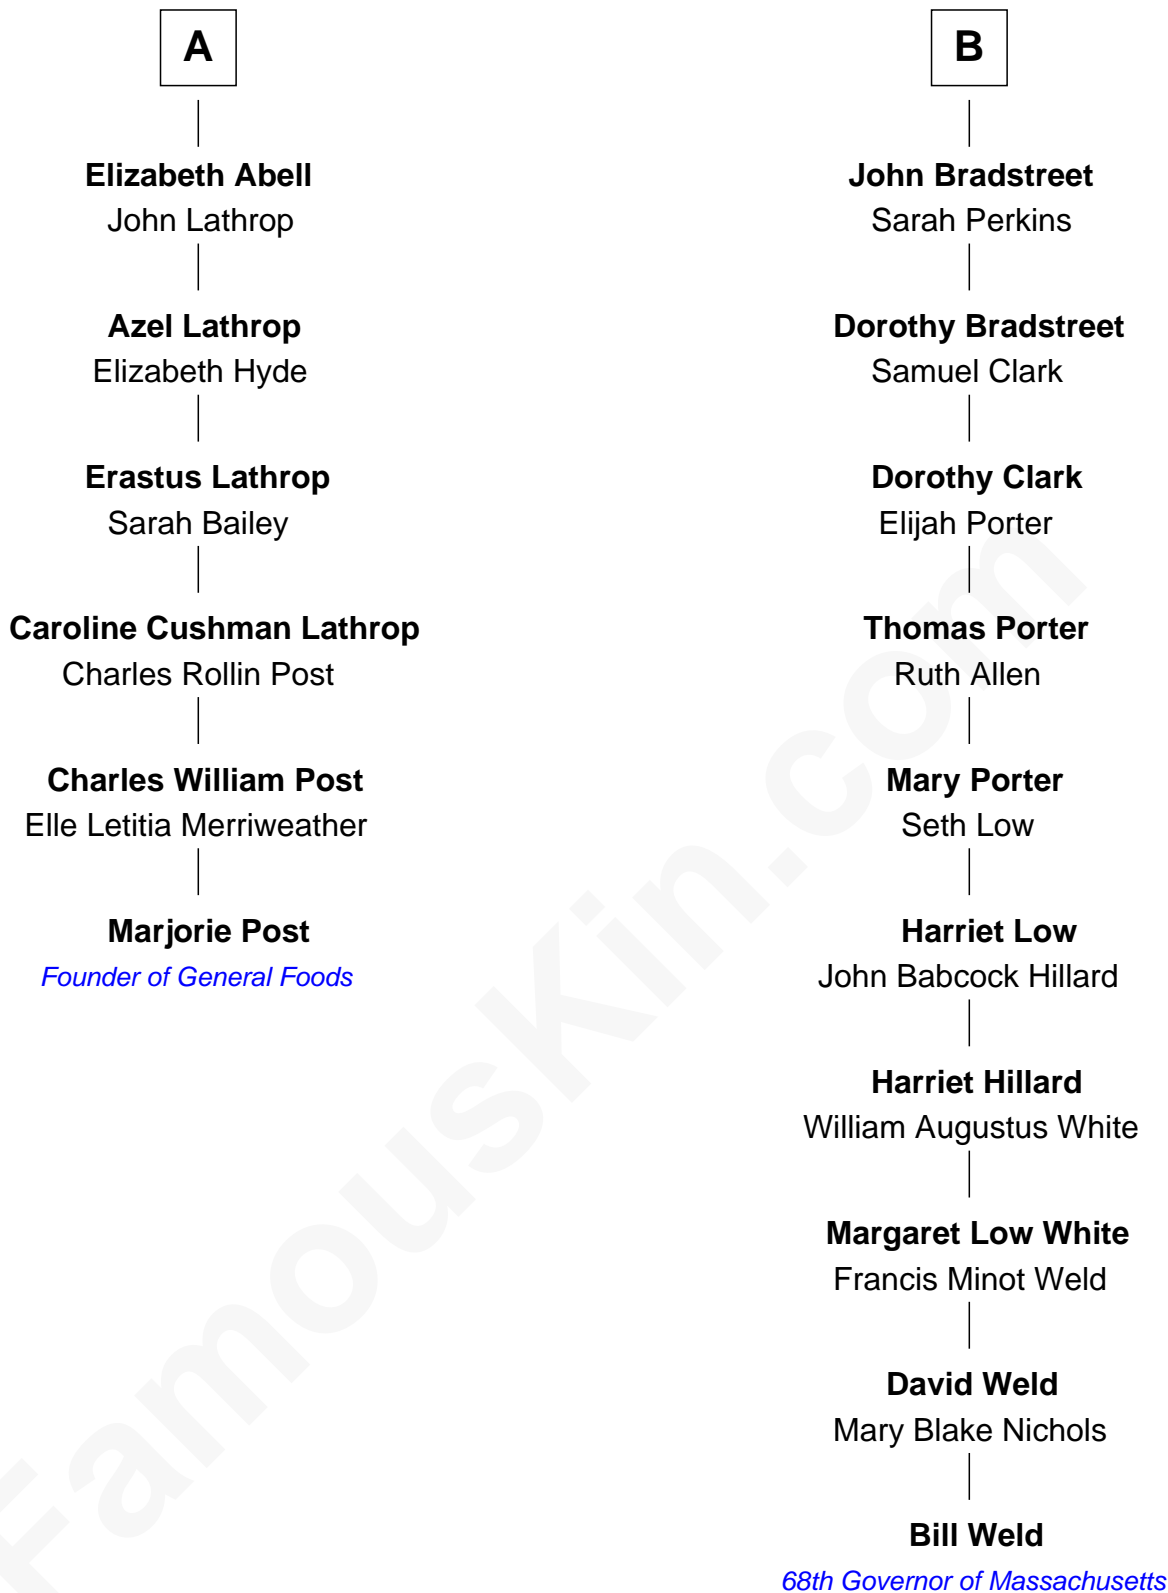 A
Elizabeth Abell
John Lathrop
Azel Lathrop
Elizabeth Hyde
Erastus Lathrop
Sarah Bailey
Caroline Cushman Lathrop
Charles Rollin Post
Charles William Post
Elle Letitia Merriweather
Marjorie Post
Founder of General Foods
B
John Bradstreet
Sarah Perkins
Dorothy Bradstreet
Samuel Clark
Dorothy Clark
Elijah Porter
Thomas Porter
Ruth Allen
Mary Porter
Seth Low
Harriet Low
John Babcock Hillard
Harriet Hillard
William Augustus White
Margaret Low White
Francis Minot Weld
David Weld
Mary Blake Nichols
Bill Weld
68th Governor of Massachusetts
FamousKin.com